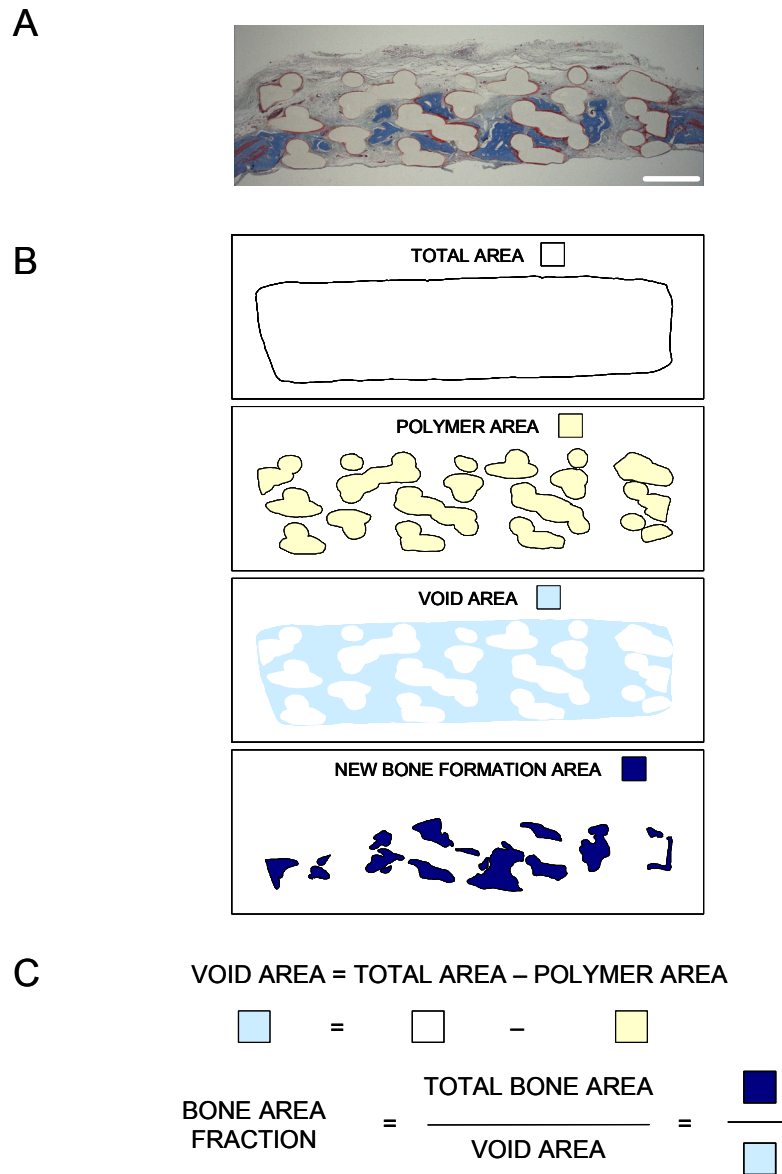 A
B
TOTAL AREA
POLYMER AREA
VOID AREA
NEW BONE FORMATION AREA
C
VOID AREA = TOTAL AREA – POLYMER AREA
= –
BONE AREA
FRACTION
=
TOTAL BONE AREA
VOID AREA
=